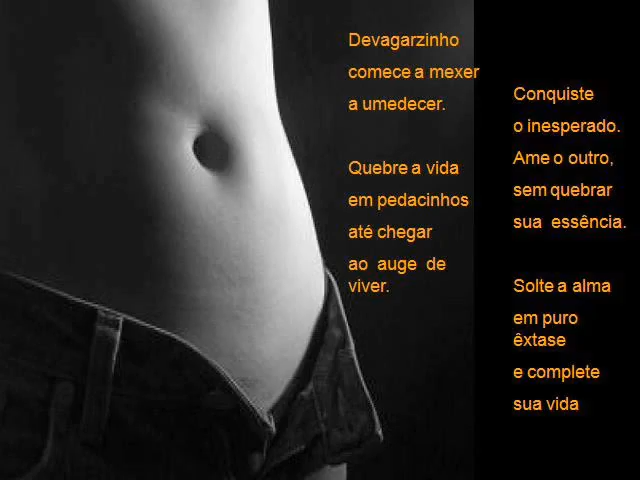 Devagarzinho
comece a mexer
a umedecer.
Quebre a vida
em pedacinhos
até chegar
ao auge de
viver.
Conquiste
o inesperado.
Ame o outro,
sem quebrar
sua essência.
Solte a alma
em puro
êxtase
e complete
sua vida